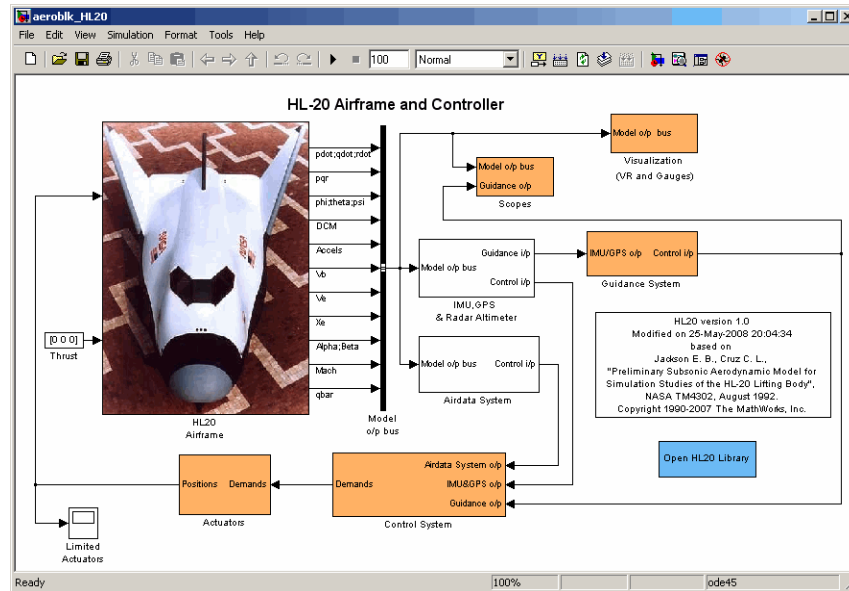 aeroblk_HL20
File Edit View Simulation Format Tools Help
100 Normal
HL-20 Airframe and Controller
pdot;qdot;rdot
pqr
phi;theta;psi
DCM
Accels
Vb
Ve
Xe
Alpha;Beta
Mach
qbar
[0 0 0]
Thrust
HL20
Airframe
Model
o/p bus
Model o/p bus
Visualization
(VR and Gauges)
Model o/p bus
Guidance o/p
Scopes
Guidance i/p
Model o/p bus
Control i/p
IMU,GPS
& Radar Altimeter
IMU/GPS o/p Control i/p
Guidance System
Model o/p bus Control i/p
Airdata System
HL20 version 1.0
Modified on 25-May-2008 20:04:34
based on
Jackson E. B., Cruz C. L.,
"Preliminary Subsonic Aerodynamic Model for
Simulation Studies of the HL-20 Lifting Body",
NASA TM4302, August 1992.
Copyright 1990-2007 The MathWorks, Inc.
Open HL20 Library
Positions Demands
Actuators
Airdata System o/p
Demands IMU&GPS o/p
Guidance o/p
Control System
Limited
Actuators
Ready 100% ode45